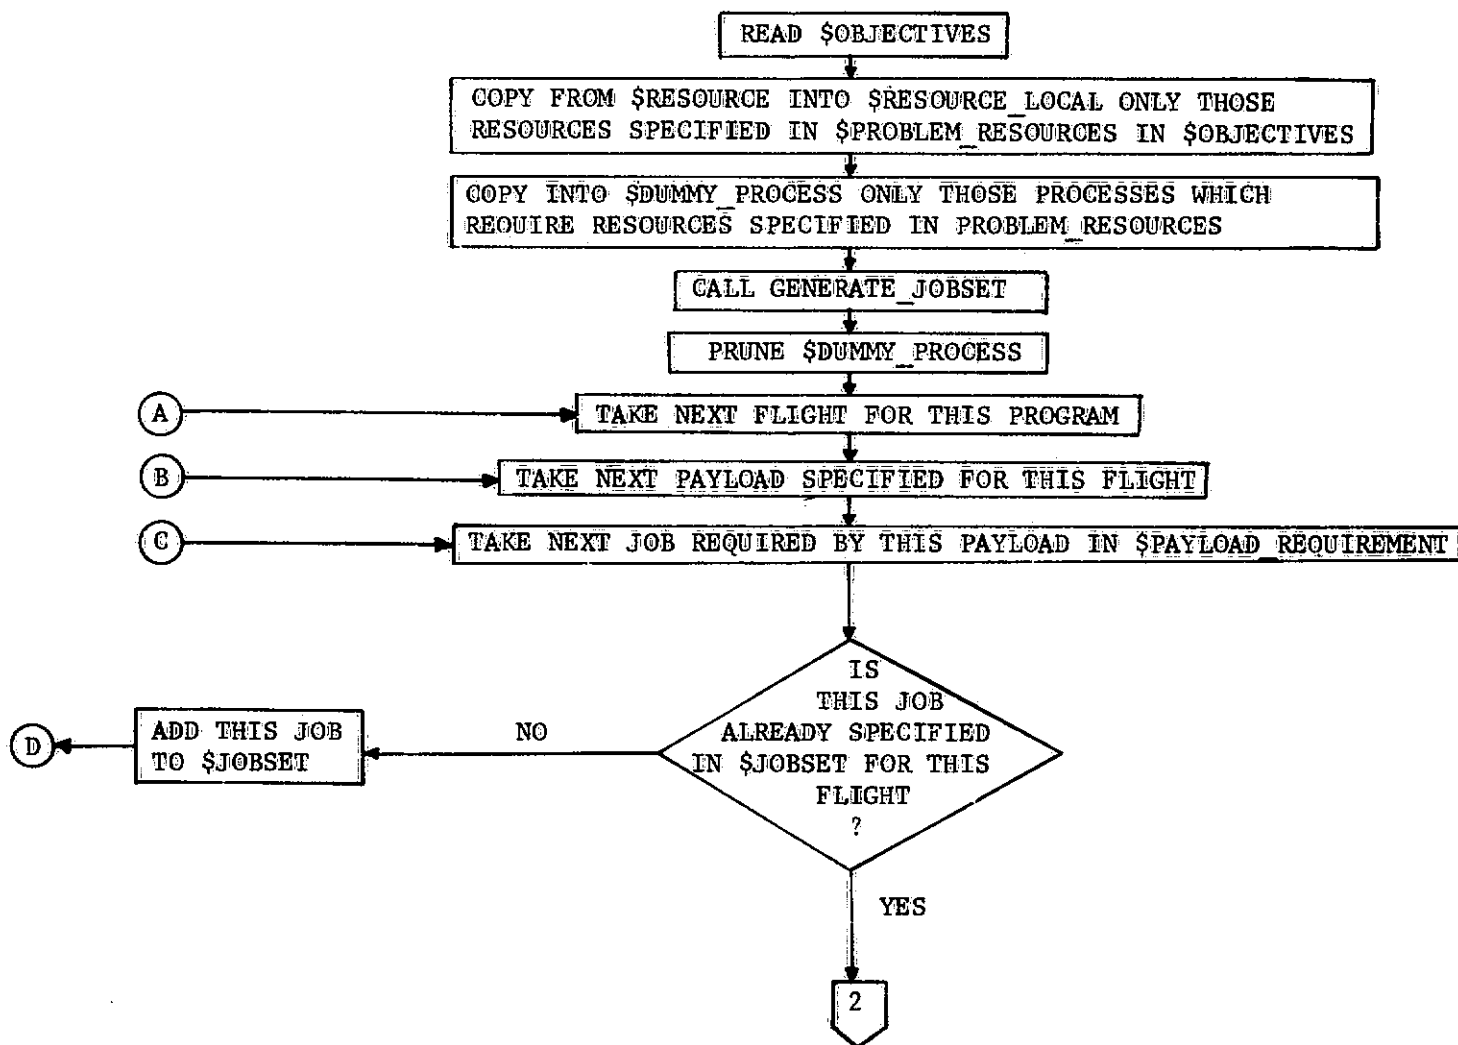 READ $OBJECTIVES
COPY FROM $RESOURCE INTO $RESOURCE_LOCAL ONLY THOSE
RESOURCES SPECIFIED IN $PROBLEM_RESOURCES IN $OBJECTIVES
COPY INTO $DUMMY_PROCESS ONLY THOSE PROCESSES WHICH
REQUIRE RESOURCES SPECIFIED IN PROBLEM_RESOURCES
CALL GENERATE_JOBSET
PRUNE $DUMMY_PROCESS
A
TAKE NEXT FLIGHT FOR THIS PROGRAM
B
TAKE NEXT PAYLOAD SPECIFIED FOR THIS FLIGHT
C
TAKE NEXT JOB REQUIRED BY THIS PAYLOAD IN $PAYLOAD_REQUIREMENT
IS
THIS JOB
ALREADY SPECIFIED
IN $JOBSET FOR THIS
FLIGHT
?
NO
ADD THIS JOB
TO $JOBSET
D
YES
2